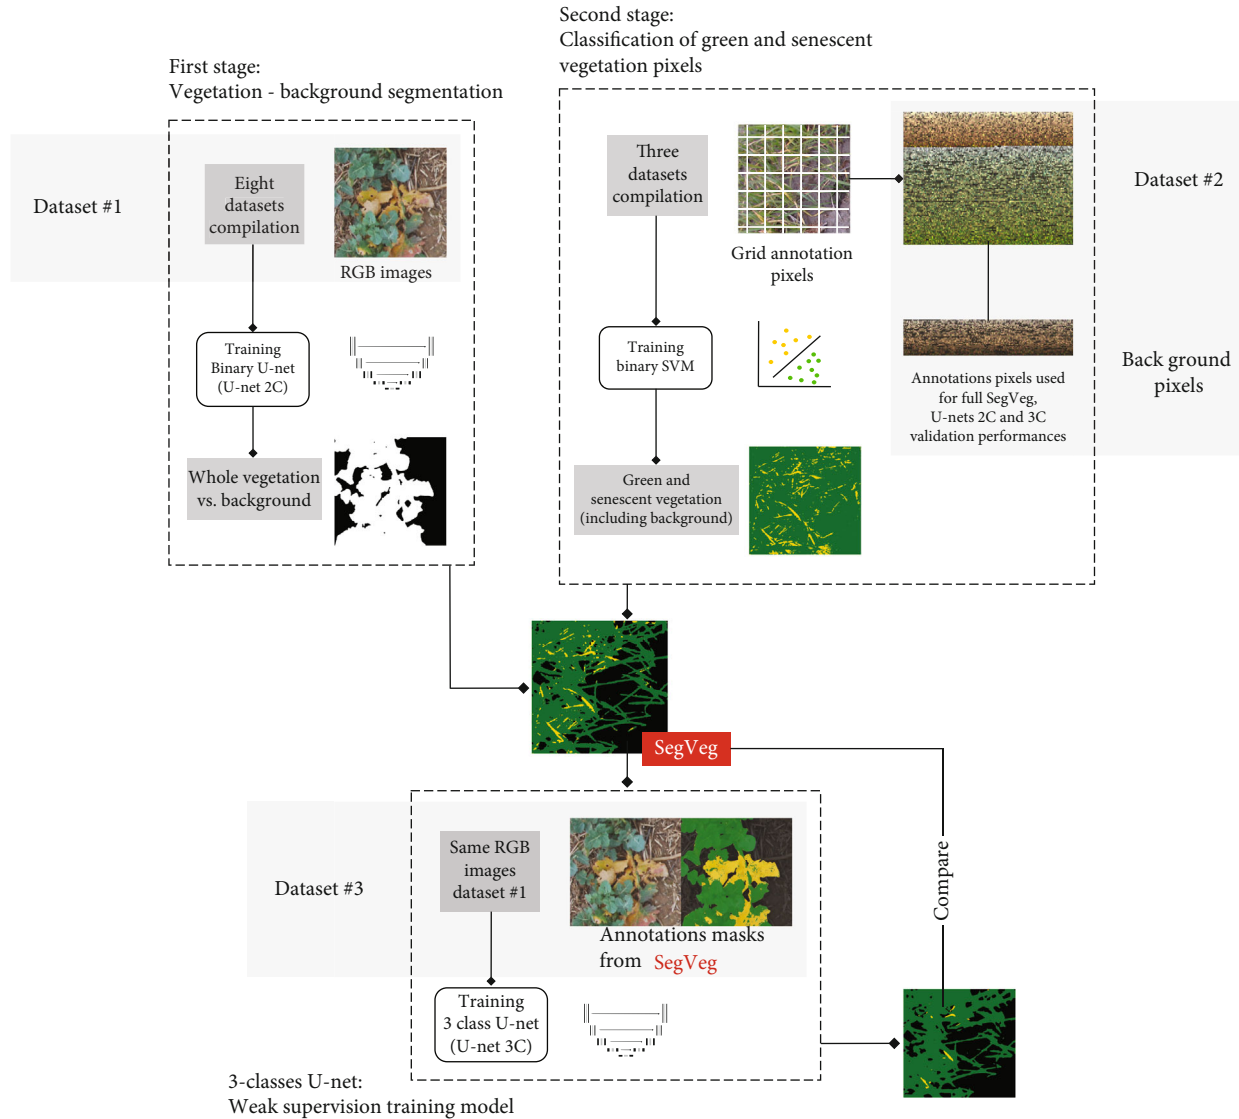 First stage:
Vegetation - background segmentation
Second stage:
Classification of green and senescent
vegetation pixels
Dataset #1
Eight
datasets
compilation
RGB images
Training
Binary U-net
(U-net 2C)
Whole vegetation
vs. background
Three
datasets
compilation
Grid annotation
pixels
Dataset #2
Training
binary SVM
Back ground
pixels
Annotations pixels used
for full SegVeg,
U-nets 2C and 3C
validation performances
Green and
senescent vegetation
(including background)
SegVeg
Compare
Dataset #3
Same RGB
images
dataset #1
Annotations masks
from SegVeg
Training
3 class U-net
(U-net 3C)
3-classes U-net:
Weak supervision training model